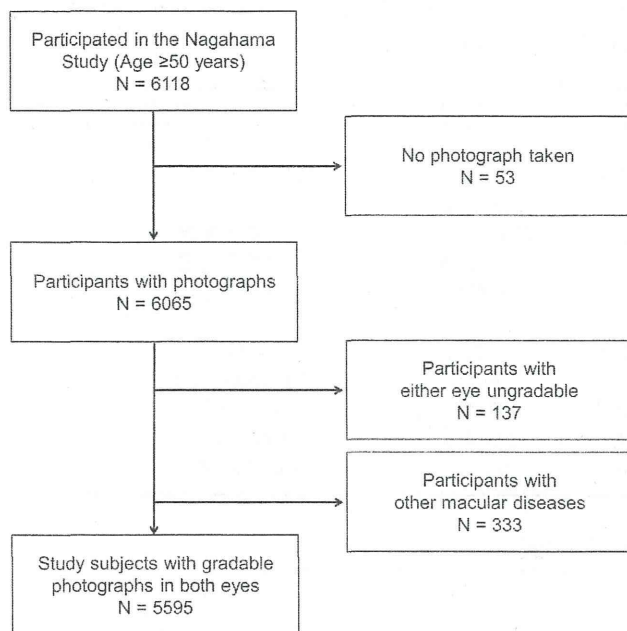 Participated in the Nagahama
Study (Age ≥50 years)
N = 6118
No photograph taken
N = 53
Participants with photographs
N = 6065
Participants with
either eye ungradable
N = 137
Participants with
other macular diseases
N = 333
Study subjects with gradable
photographs in both eyes
N = 5595